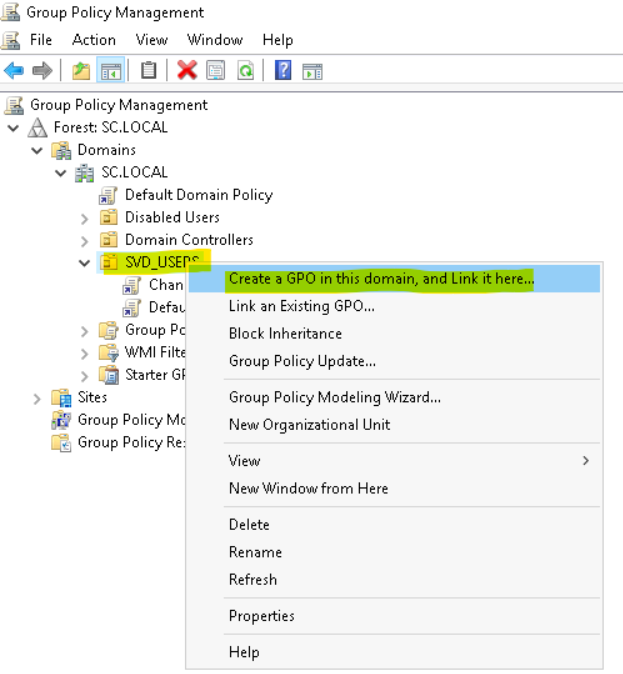 Group Policy Management
File Action View Window Help
Group Policy Management
Forest: SC.LOCAL
Domains
SC.LOCAL
Default Domain Policy
Disabled Users
Domain Controllers
SVD_USERS
Chan
Defau
Group Po
WMI Filte
Starter GP
Sites
Group Policy Mo
Group Policy Re
Create a GPO in this domain, and Link it here...
Link an Existing GPO...
Block Inheritance
Group Policy Update...
Group Policy Modeling Wizard...
New Organizational Unit
View
New Window from Here
Delete
Rename
Refresh
Properties
Help